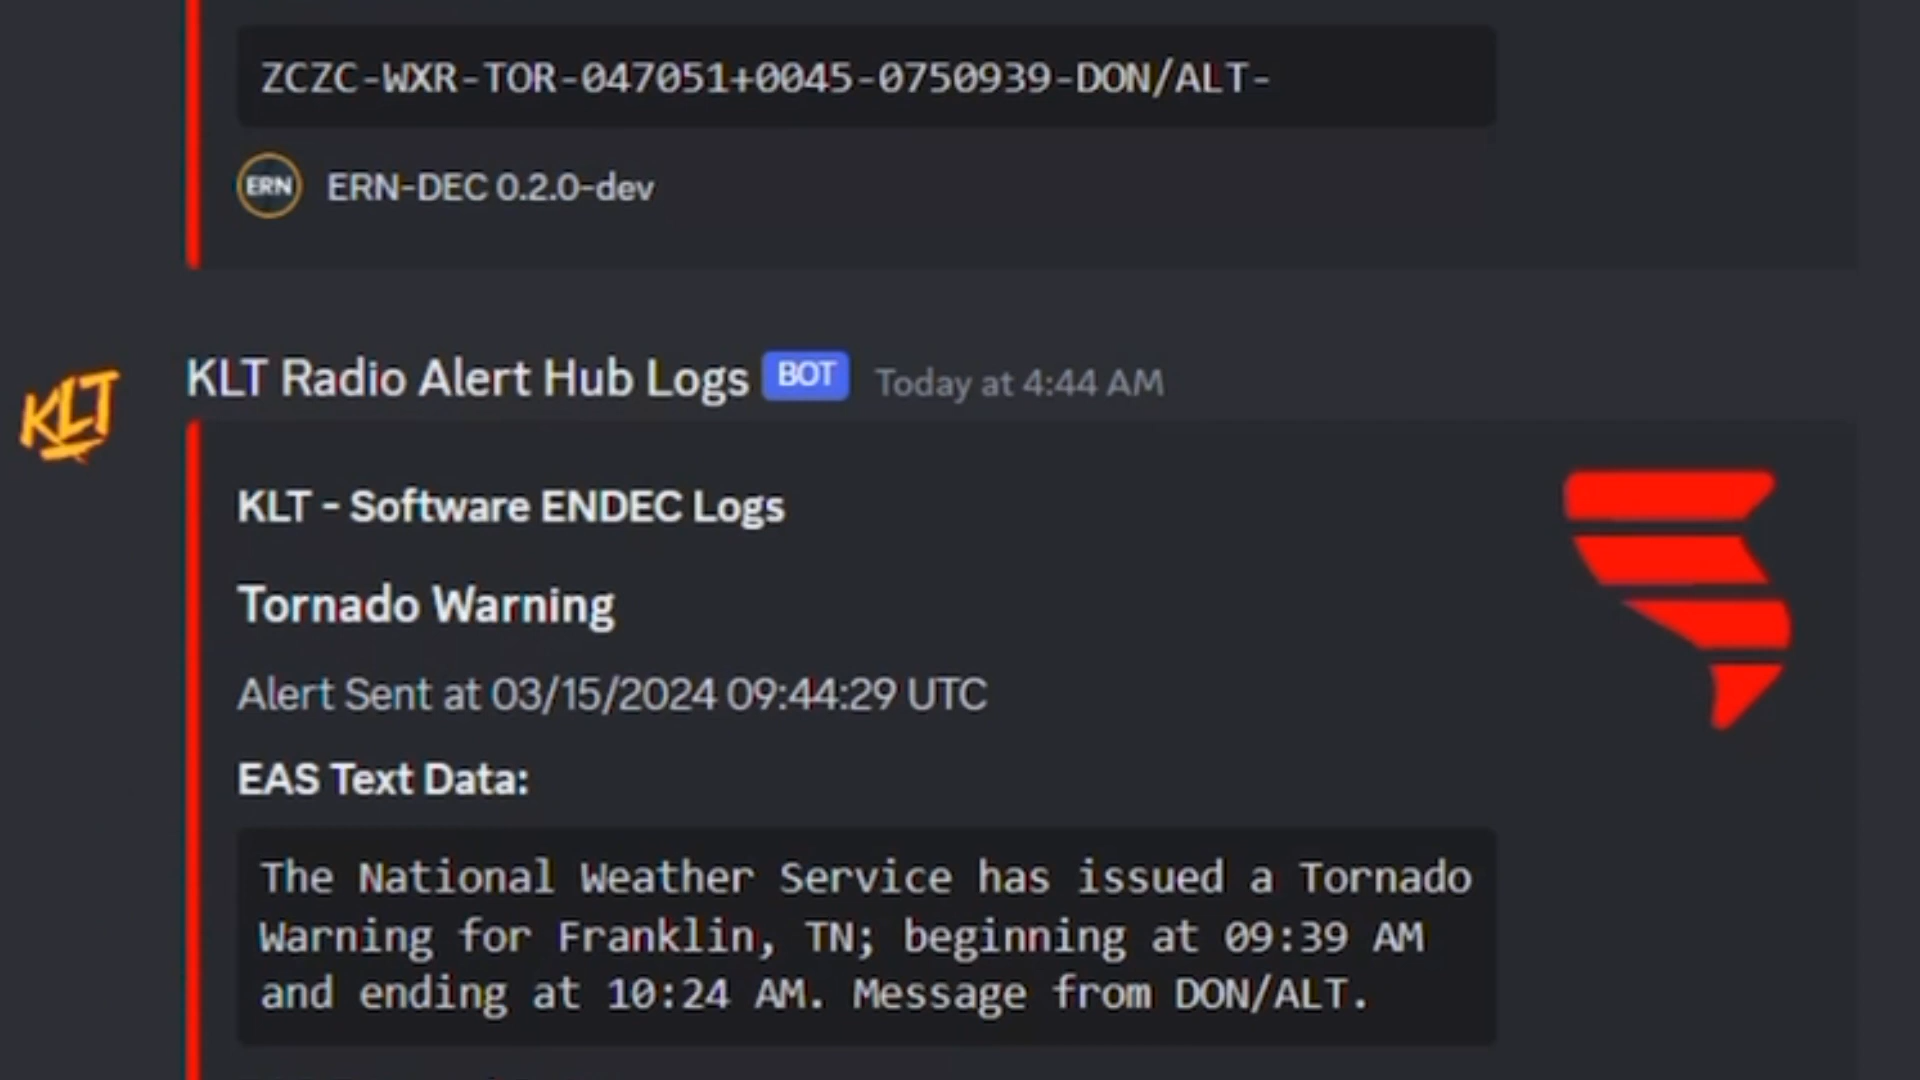 ZCZC-WXR-TOR-047051+0045-0750939-DON/ALT-
ERN ERN-DEC 0.2.0-dev
KLT
KLT Radio Alert Hub Logs BOT Today at 4:44 AM
KLT - Software ENDEC Logs
Tornado Warning
Alert Sent at 03/15/2024 09:44:29 UTC
EAS Text Data:
The National Weather Service has issued a Tornado
Warning for Franklin, TN; beginning at 09:39 AM
and ending at 10:24 AM. Message from DON/ALT.